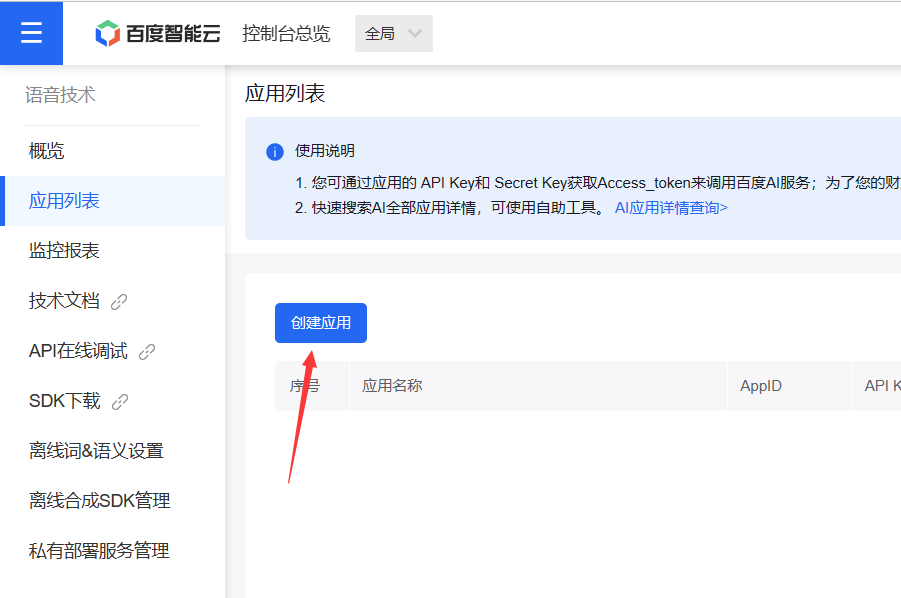 百度智能云 控制台总览 全局
语音技术
概览
应用列表
监控报表
技术文档
API在线调试
SDK下载
离线词&语义设置
离线合成SDK管理
私有部署服务管理
应用列表
使用说明
1. 您可通过应用的 API Key和 Secret Key获取Access_token来调用百度AI服务；为了您的财
2. 快速搜索AI全部应用详情，可使用自助工具。 AI应用详情查询>
创建应用
序号 应用名称 AppID API K